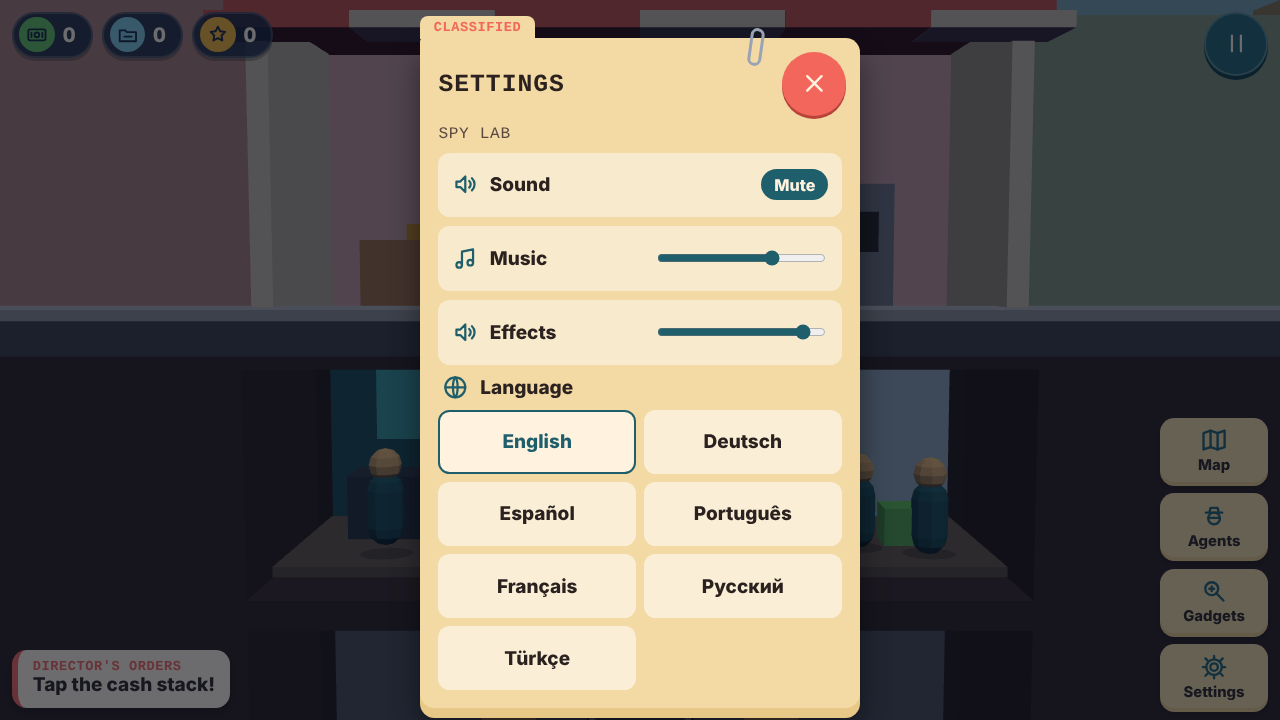 0
0
0
CLASSIFIED
SETTINGS
SPY LAB
Sound
Mute
Music
Effects
Language
English
Deutsch
Español
Português
Français
Русский
Türkçe
Map
Agents
Gadgets
Settings
DIRECTOR'S ORDERS
Tap the cash stack!